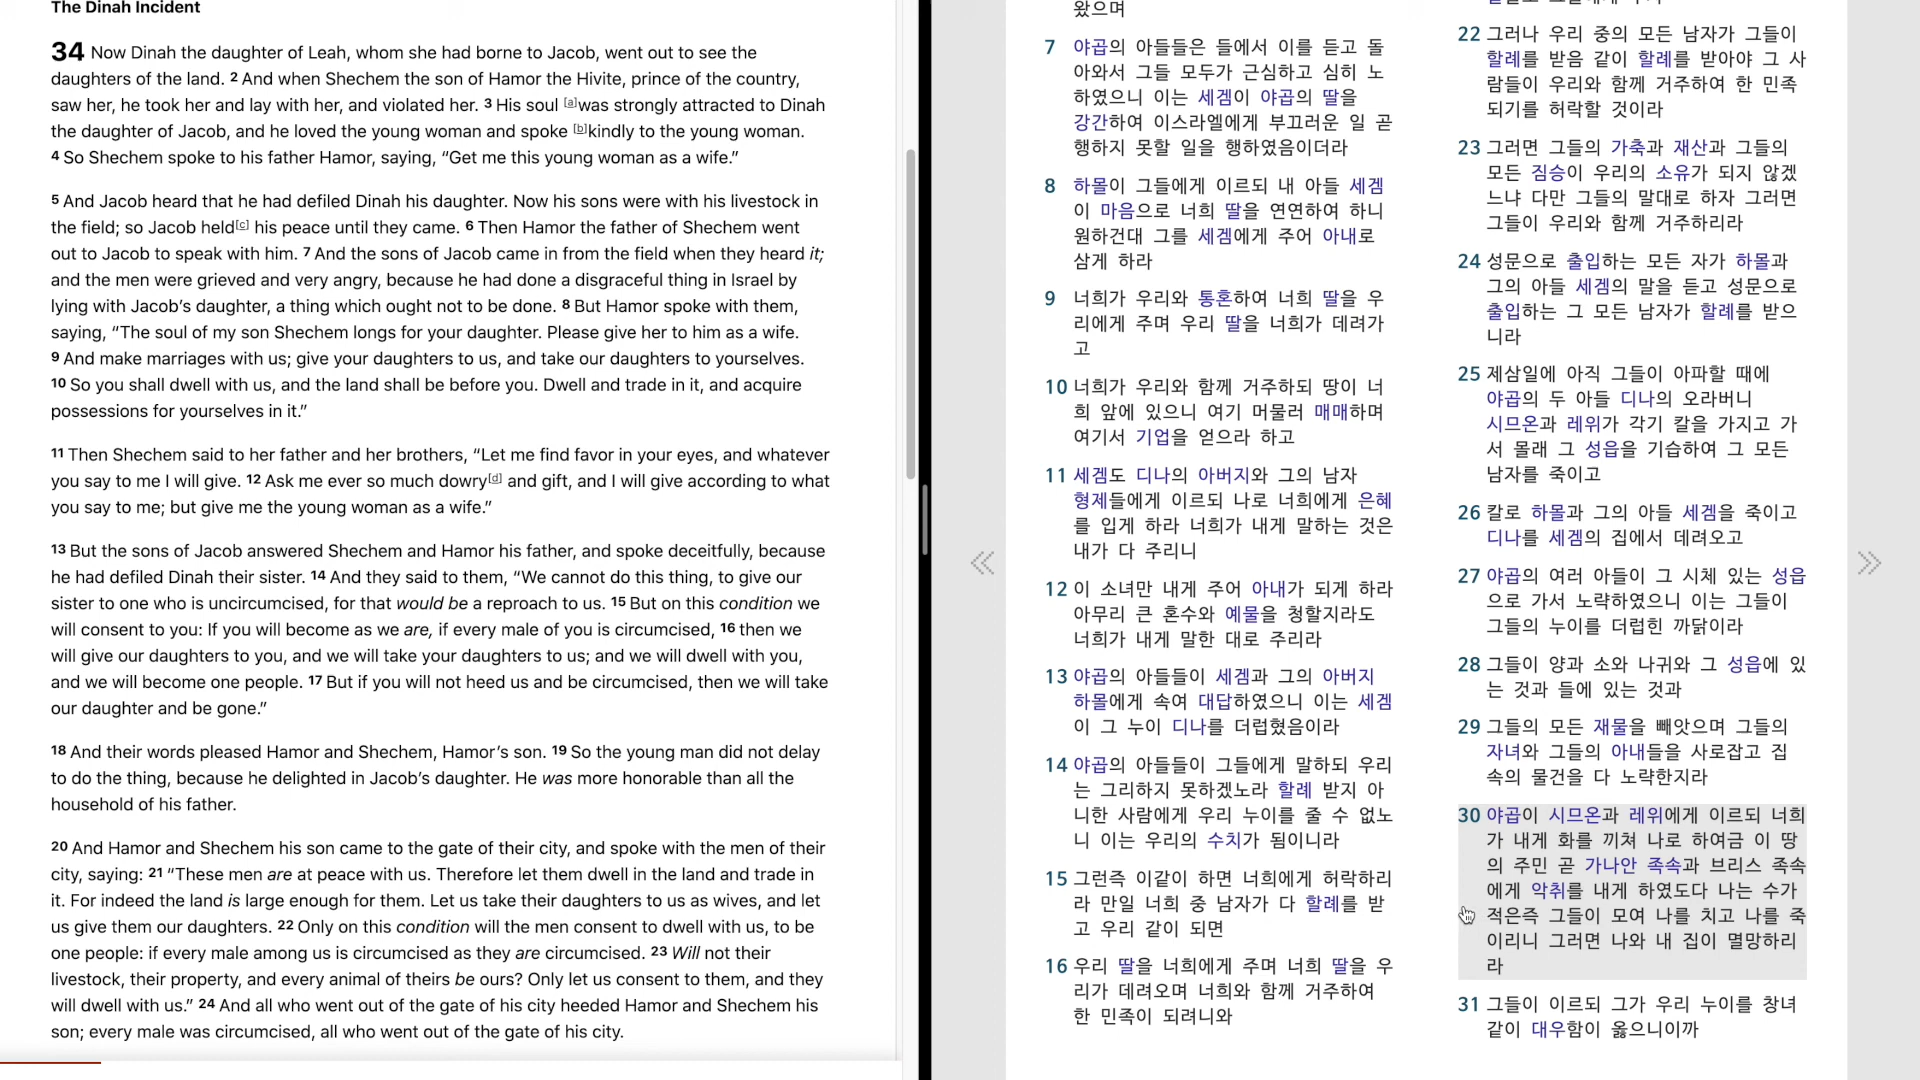 The Dinah Incident
34 Now Dinah the daughter of Leah, whom she had borne to Jacob, went out to see the
daughters of the land. 2 And when Shechem the son of Hamor the Hivite, prince of the country,
saw her, he took her and lay with her, and violated her. 3 His soul [a]was strongly attracted to Dinah
the daughter of Jacob, and he loved the young woman and spoke [b]kindly to the young woman.
4 So Shechem spoke to his father Hamor, saying, “Get me this young woman as a wife.”
5 And Jacob heard that he had defiled Dinah his daughter. Now his sons were with his livestock in
the field; so Jacob held[c] his peace until they came. 6 Then Hamor the father of Shechem went
out to Jacob to speak with him. 7 And the sons of Jacob came in from the field when they heard it;
and the men were grieved and very angry, because he had done a disgraceful thing in Israel by
lying with Jacob’s daughter, a thing which ought not to be done. 8 But Hamor spoke with them,
saying, “The soul of my son Shechem longs for your daughter. Please give her to him as a wife.
9 And make marriages with us; give your daughters to us, and take our daughters to yourselves.
10 So you shall dwell with us, and the land shall be before you. Dwell and trade in it, and acquire
possessions for yourselves in it.”
11 Then Shechem said to her father and her brothers, “Let me find favor in your eyes, and whatever
you say to me I will give. 12 Ask me ever so much dowry[d] and gift, and I will give according to what
you say to me; but give me the young woman as a wife.”
13 But the sons of Jacob answered Shechem and Hamor his father, and spoke deceitfully, because
he had defiled Dinah their sister. 14 And they said to them, “We cannot do this thing, to give our
sister to one who is uncircumcised, for that would be a reproach to us. 15 But on this condition we
will consent to you: If you will become as we are, if every male of you is circumcised, 16 then we
will give our daughters to you, and we will take your daughters to us; and we will dwell with you,
and we will become one people. 17 But if you will not heed us and be circumcised, then we will take
our daughter and be gone.”
18 And their words pleased Hamor and Shechem, Hamor’s son. 19 So the young man did not delay
to do the thing, because he delighted in Jacob’s daughter. He was more honorable than all the
household of his father.
20 And Hamor and Shechem his son came to the gate of their city, and spoke with the men of their
city, saying: 21 “These men are at peace with us. Therefore let them dwell in the land and trade in
it. For indeed the land is large enough for them. Let us take their daughters to us as wives, and let
us give them our daughters. 22 Only on this condition will the men consent to dwell with us, to be
one people: if every male among us is circumcised as they are circumcised. 23 Will not their
livestock, their property, and every animal of theirs be ours? Only let us consent to them, and they
will dwell with us.” 24 And all who went out of the gate of his city heeded Hamor and Shechem his
son; every male was circumcised, all who went out of the gate of his city.
왔으며
7 야곱의 아들들은 들에서 이를 듣고 돌
아와서 그들 모두가 근심하고 심히 노
하였으니 이는 세겜이 야곱의 딸을
강간하여 이스라엘에게 부끄러운 일 곧
행하지 못할 일을 행하였음이더라
8 하몰이 그들에게 이르되 내 아들 세겜
이 마음으로 너희 딸을 연연하여 하니
원하건대 그를 세겜에게 주어 아내로
삼게 하라
9 너희가 우리와 통혼하여 너희 딸을 우
리에게 주며 우리 딸을 너희가 데려가
고
10 너희가 우리와 함께 거주하되 땅이 너
희 앞에 있으니 여기 머물러 매매하며
여기서 기업을 얻으라 하고
11 세겜도 디나의 아버지와 그의 남자
형제들에게 이르되 나로 너희에게 은혜
를 입게 하라 너희가 내게 말하는 것은
내가 다 주리니
12 이 소녀만 내게 주어 아내가 되게 하라
아무리 큰 혼수와 예물을 청할지라도
너희가 내게 말한 대로 주리라
13 야곱의 아들들이 세겜과 그의 아버지
하몰에게 속여 대답하였으니 이는 세겜
이 그 누이 디나를 더럽혔음이라
14 야곱의 아들들이 그들에게 말하되 우리
는 그리하지 못하겠노라 할례 받지 아
니한 사람에게 우리 누이를 줄 수 없노
니 이는 우리의 수치가 됨이니라
15 그런즉 이같이 하면 너희에게 허락하리
라 만일 너희 중 남자가 다 할례를 받
고 우리 같이 되면
16 우리 딸을 너희에게 주며 너희 딸을 우
리가 데려오며 너희와 함께 거주하여
한 민족이 되려니와
22 그러나 우리 중의 모든 남자가 그들이
할례를 받음 같이 할례를 받아야 그 사
람들이 우리와 함께 거주하여 한 민족
되기를 허락할 것이라
23 그러면 그들의 가축과 재산과 그들의
모든 짐승이 우리의 소유가 되지 않겠
느냐 다만 그들의 말대로 하자 그러면
그들이 우리와 함께 거주하리라
24 성문으로 출입하는 모든 자가 하몰과
그의 아들 세겜의 말을 듣고 성문으로
출입하는 그 모든 남자가 할례를 받으
니라
25 제삼일에 아직 그들이 아파할 때에
야곱의 두 아들 디나의 오라버니
시므온과 레위가 각기 칼을 가지고 가
서 몰래 그 성읍을 기습하여 그 모든
남자를 죽이고
26 칼로 하몰과 그의 아들 세겜을 죽이고
디나를 세겜의 집에서 데려오고
27 야곱의 여러 아들이 그 시체 있는 성읍
으로 가서 노략하였으니 이는 그들이
그들의 누이를 더럽힌 까닭이라
28 그들이 양과 소와 나귀와 그 성읍에 있
는 것과 들에 있는 것과
29 그들의 모든 재물을 빼앗으며 그들의
자녀와 그들의 아내들을 사로잡고 집
속의 물건을 다 노략한지라
30 야곱이 시므온과 레위에게 이르되 너희
가 내게 화를 끼쳐 나로 하여금 이 땅
의 주민 곧 가나안 족속과 브리스 족속
에게 악취를 내게 하였도다 나는 수가
적은즉 그들이 모여 나를 치고 나를 죽
이리니 그러면 나와 내 집이 멸망하리
라
31 그들이 이르되 그가 우리 누이를 창녀
같이 대우함이 옳으니이까